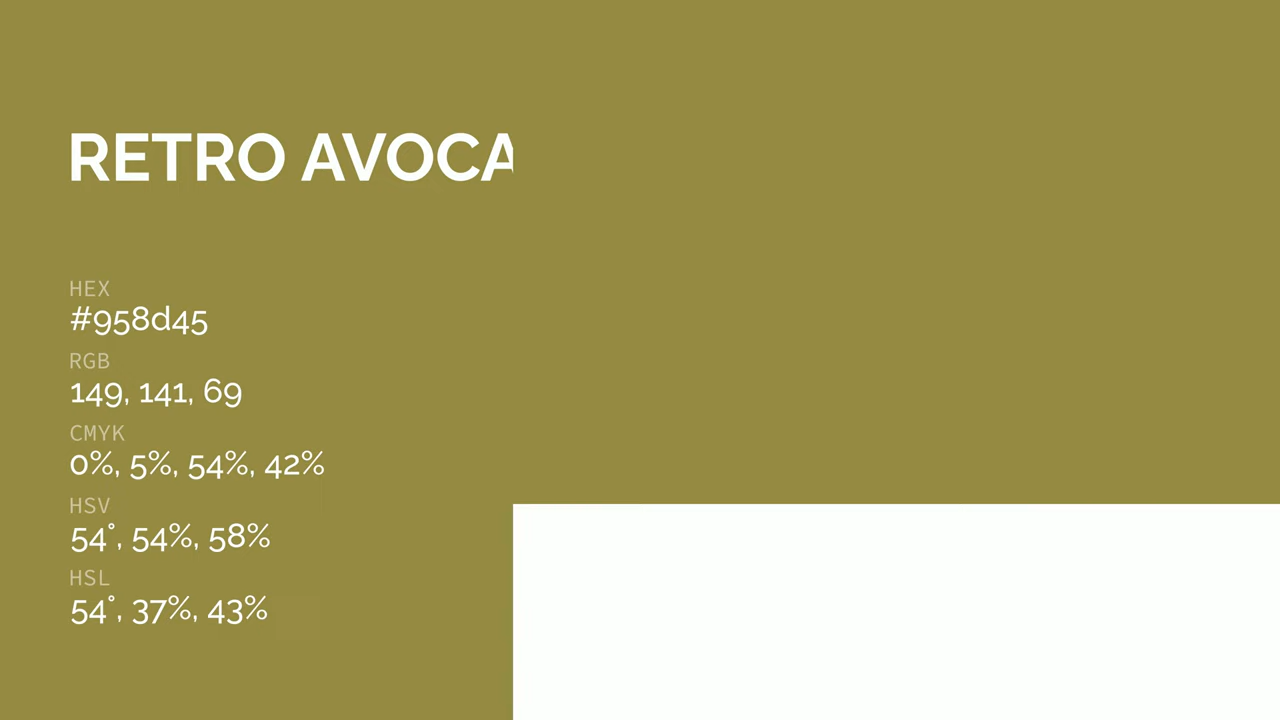 RETRO AVOCA
HEX
#958d45
RGB
149, 141, 69
CMYK
0%, 5%, 54%, 42%
HSV
54°, 54%, 58%
HSL
54°, 37%, 43%